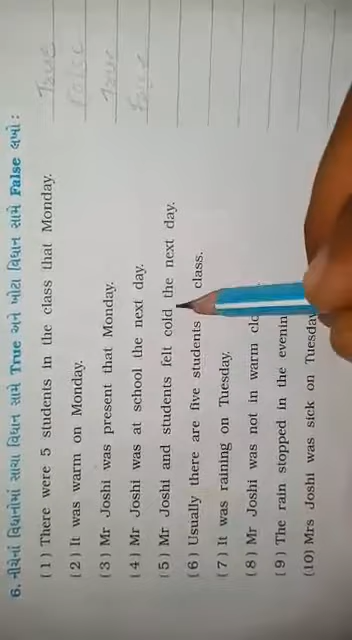 6. નીચેનાં વિધાનોમાં સાચા વિધાન સામે True અને ખોટા વિધાન સામે False લખો :
(1) There were 5 students in the class that Monday. True
(2) It was warm on Monday. False
(3) Mr Joshi was present that Monday. True
(4) Mr Joshi was at school the next day.
(5) Mr Joshi and students felt cold the next day.
(6) Usually there are five students class.
(7) It was raining on Tuesday.
(8) Mr Joshi was not in warm
(9) The rain stopped in the
(10) Mrs Joshi was sick on Tuesday